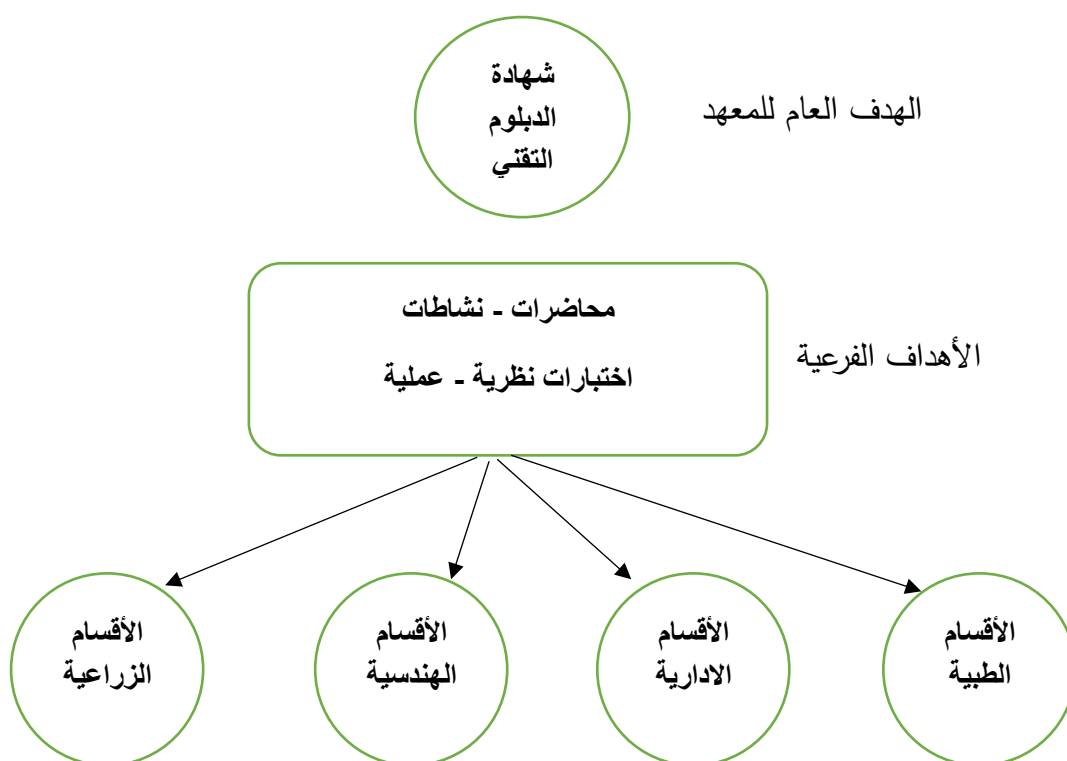 شهادة
الدبلوم
التقني
الهدف العام للمعهد
محاضرات - نشاطات
اختبارات نظرية - عملية
الأهداف الفرعية
الأقسام
الطبية
الأقسام
الادارية
الأقسام
الهندسية
الأقسام
الزراعية